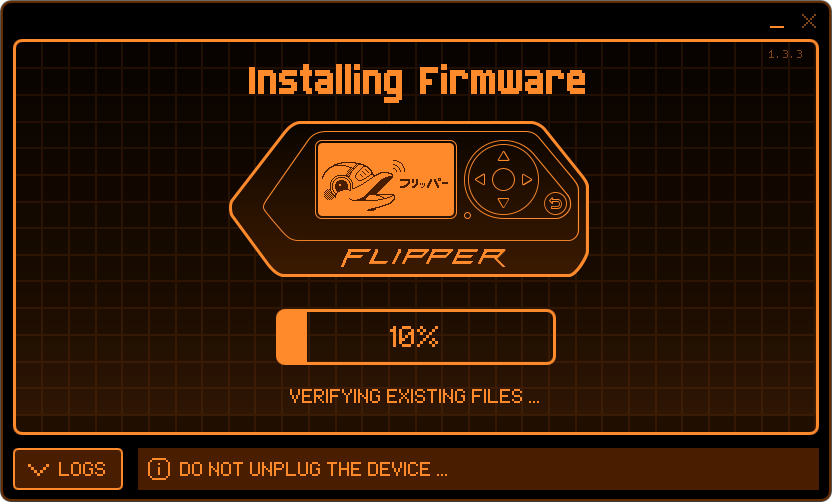 1.3.3
Installing Firmware
フリッパー
FLIPPER
10%
VERIFYING EXISTING FILES ...
LOGS
DO NOT UNPLUG THE DEVICE ...